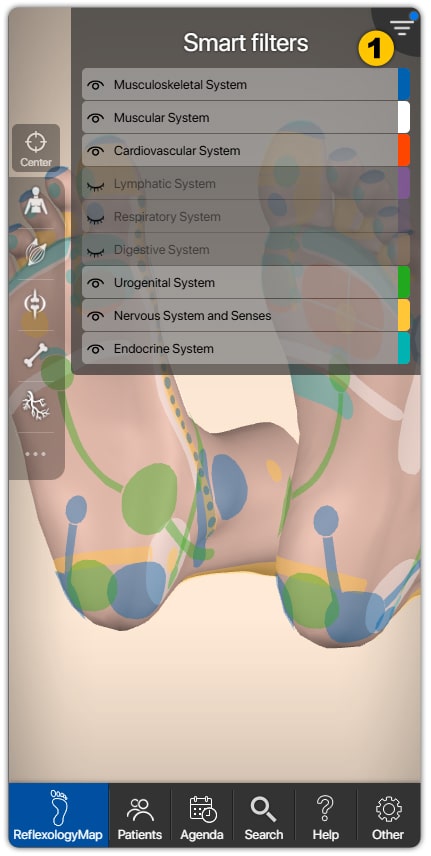 Smart filters
1
Musculoskeletal System
Muscular System
Cardiovascular System
Center
Lymphatic System
Respiratory System
Digestive System
Urogenital System
Nervous System and Senses
Endocrine System
ReflexologyMap
Patients
Agenda
Search
Help
Other